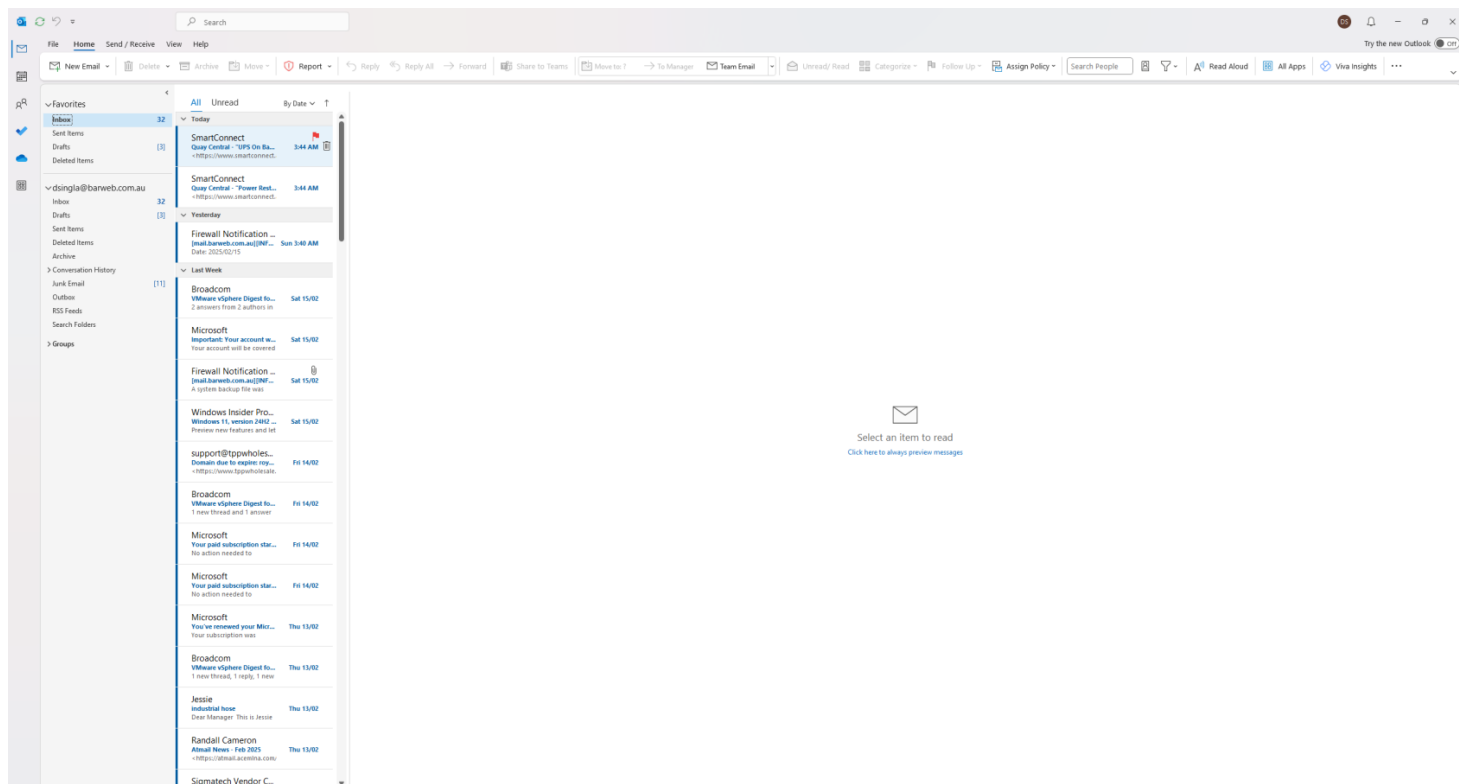 Search
DS
File Home Send / Receive View Help
Try the new Outlook Off
New Email Delete Archive Move Report Reply Reply All Forward Share to Teams Move to: ? To Manager Team Email Unread/ Read Categorize Follow Up Assign Policy Search People Read Aloud All Apps Viva Insights
Favorites
Inbox 32
Sent Items
Drafts [3]
Deleted Items
dsingla@barweb.com.au
Inbox 32
Drafts [3]
Sent Items
Deleted Items
Archive
Conversation History
Junk Email [11]
Outbox
RSS Feeds
Search Folders
Groups
All Unread By Date
Today
SmartConnect
Quay Central - "UPS On Ba... 3:44 AM
<https://www.smartconnect.
SmartConnect
Quay Central - "Power Rest... 3:44 AM
<https://www.smartconnect.
Yesterday
Firewall Notification ...
[mail.barweb.com.au][INF... Sun 3:40 AM
Date: 2025/02/15
Last Week
Broadcom
VMware vSphere Digest fo... Sat 15/02
2 answers from 2 authors in
Microsoft
Important: Your account w... Sat 15/02
Your account will be covered
Firewall Notification ...
[mail.barweb.com.au][INF... Sat 15/02
A system backup file was
Windows Insider Pro...
Windows 11, version 24H2 ... Sat 15/02
Preview new features and let
support@tppwholes...
Domain due to expire: roy... Fri 14/02
<https://www.tppwholesale.
Broadcom
VMware vSphere Digest fo... Fri 14/02
1 new thread and 1 answer
Microsoft
Your paid subscription star... Fri 14/02
No action needed to
Microsoft
Your paid subscription star... Fri 14/02
No action needed to
Microsoft
You've renewed your Micr... Thu 13/02
Your subscription was
Broadcom
VMware vSphere Digest fo... Thu 13/02
1 new thread, 1 reply, 1 new
Jessie
industrial hose Thu 13/02
Dear Manager This is Jessie
Randall Cameron
Atmail News - Feb 2025 Thu 13/02
<https://atmail.acemlna.com/
Sigmatech Vendor C...
Select an item to read
Click here to always preview messages